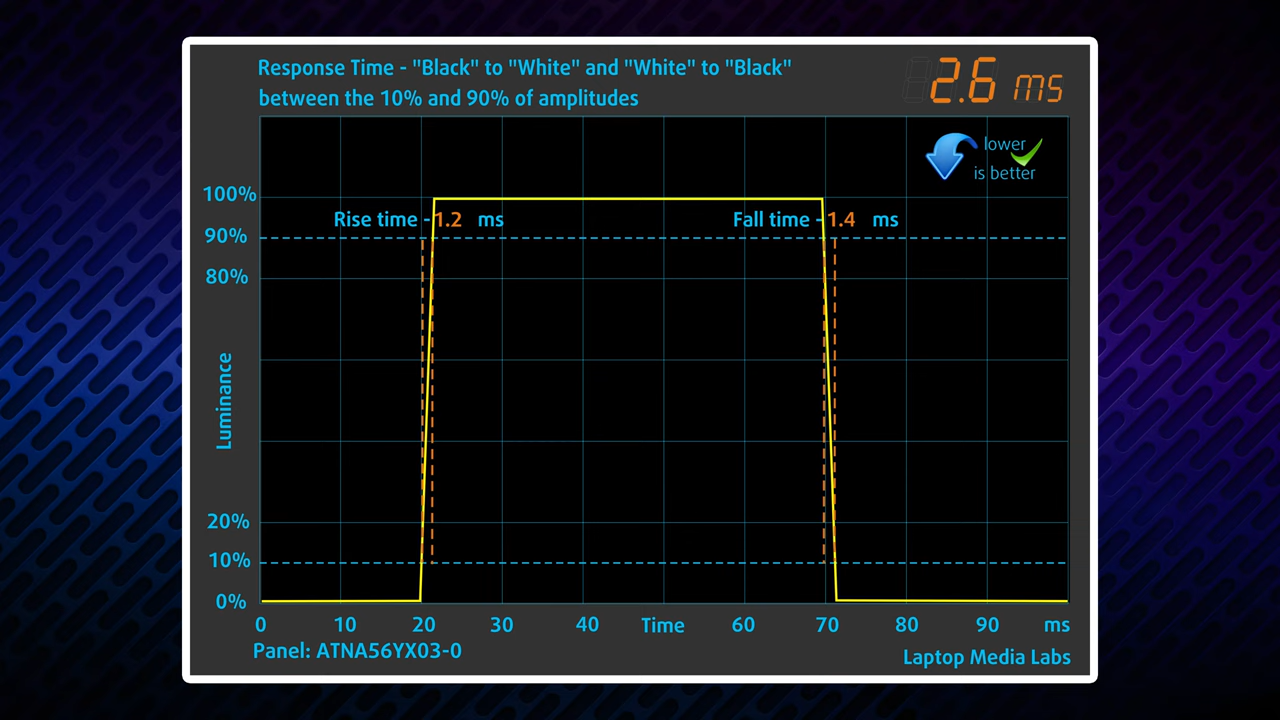 Response Time - "Black" to "White" and "White" to "Black"
between the 10% and 90% of amplitudes
2.6 ms
lower
is better
100%
Rise time - 1.2 ms
Fall time - 1.4 ms
90%
80%
Luminance
20%
10%
0%
0 10 20 30 40 Time 60 70 80 90 ms
Panel: ATNA56YX03-0
Laptop Media Labs